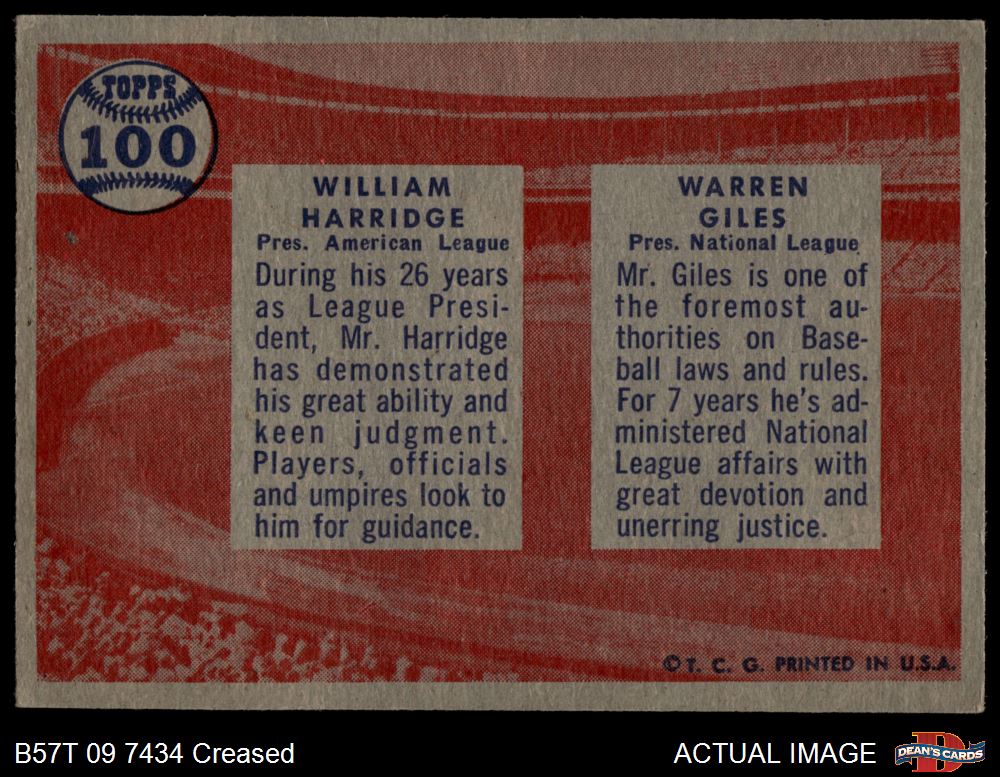 TOPPS
100
WILLIAM
HARRIDGE
Pres. American League
During his 26 years
as League Presi-
dent, Mr. Harridge
has demonstrated
his great ability and
keen judgment.
Players, officials
and umpires look to
him for guidance.
WARREN
GILES
Pres. National League
Mr. Giles is one of
the foremost au-
thorities on Base-
ball laws and rules.
For 7 years he's ad-
ministered National
League affairs with
great devotion and
unerring justice.
©T. C. G. PRINTED IN U.S.A.
B57T 09 7434 Creased
ACTUAL IMAGE
DEAN'S CARDS